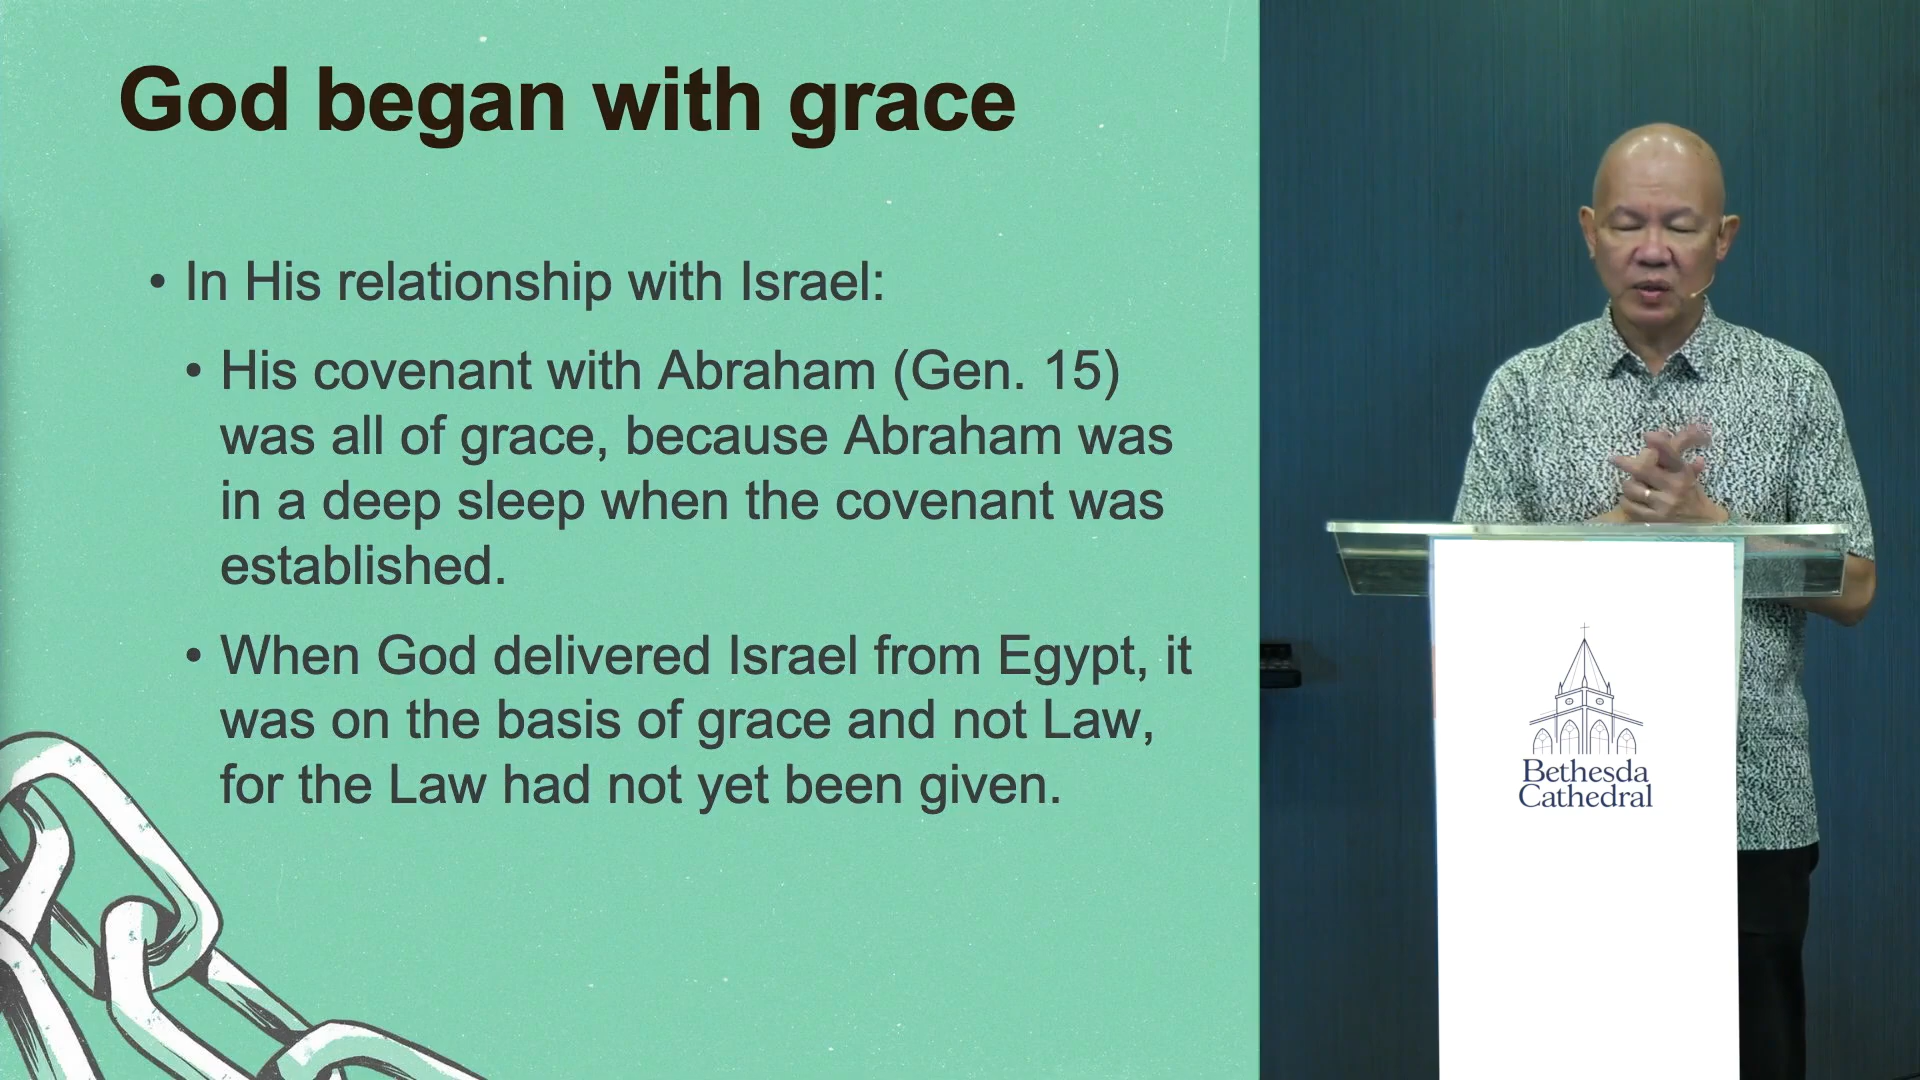 God began with grace
• In His relationship with Israel:
• His covenant with Abraham (Gen. 15)
was all of grace, because Abraham was
in a deep sleep when the covenant was
established.
• When God delivered Israel from Egypt, it
was on the basis of grace and not Law,
for the Law had not yet been given.
Bethesda
Cathedral